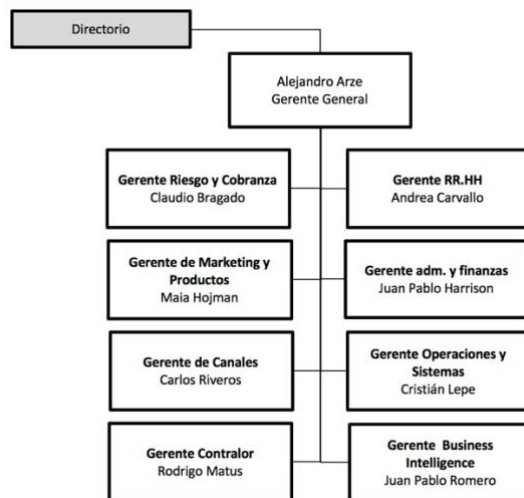 Directorio
Alejandro Arze
Gerente General
Gerente Riesgo y Cobranza
Claudio Bragado
Gerente RR.HH
Andrea Carvallo
Gerente de Marketing y
Productos
Maia Hojman
Gerente adm. y finanzas
Juan Pablo Harrison
Gerente de Canales
Carlos Riveros
Gerente Operaciones y
Sistemas
Cristián Lepe
Gerente Contralor
Rodrigo Matus
Gerente Business
Intelligence
Juan Pablo Romero